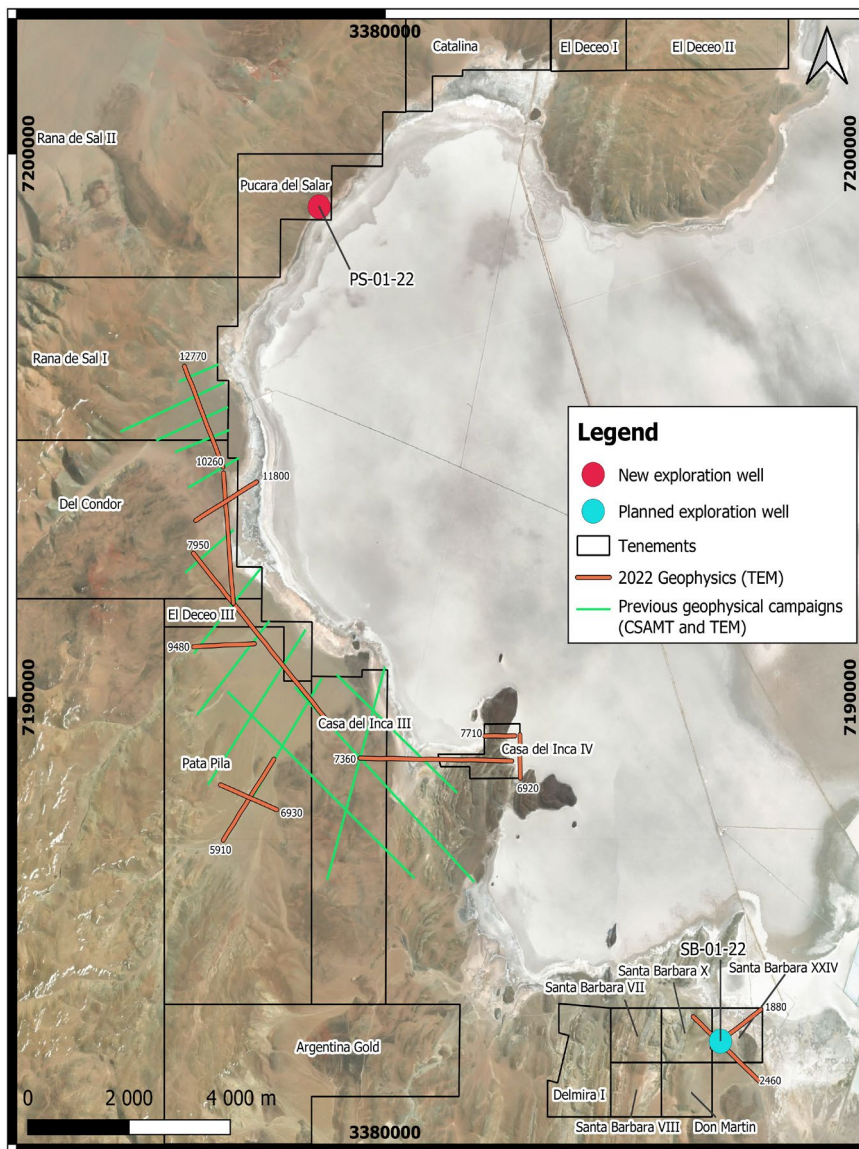 3380000
Catalina
El Deceo I
El Deceo II
Rana de Sal II
7200000
7200000
Pucara del Salar
PS-01-22
Rana de Sal I
12770
10260
11800
Del Condor
7950
El Deceo III
9480
Legend
New exploration well
Planned exploration well
Tenements
2022 Geophysics (TEM)
Previous geophysical campaigns
(CSAMT and TEM)
7190000
7190000
Casa del Inca III
7710
Casa del Inca IV
Pata Pila
7360
6920
6930
5910
SB-01-22
Santa Barbara X
Santa Barbara XXIV
Santa Barbara VII
1880
Argentina Gold
2460
Delmira I
Santa Barbara VIII
Don Martin
0
2 000
4 000 m
3380000